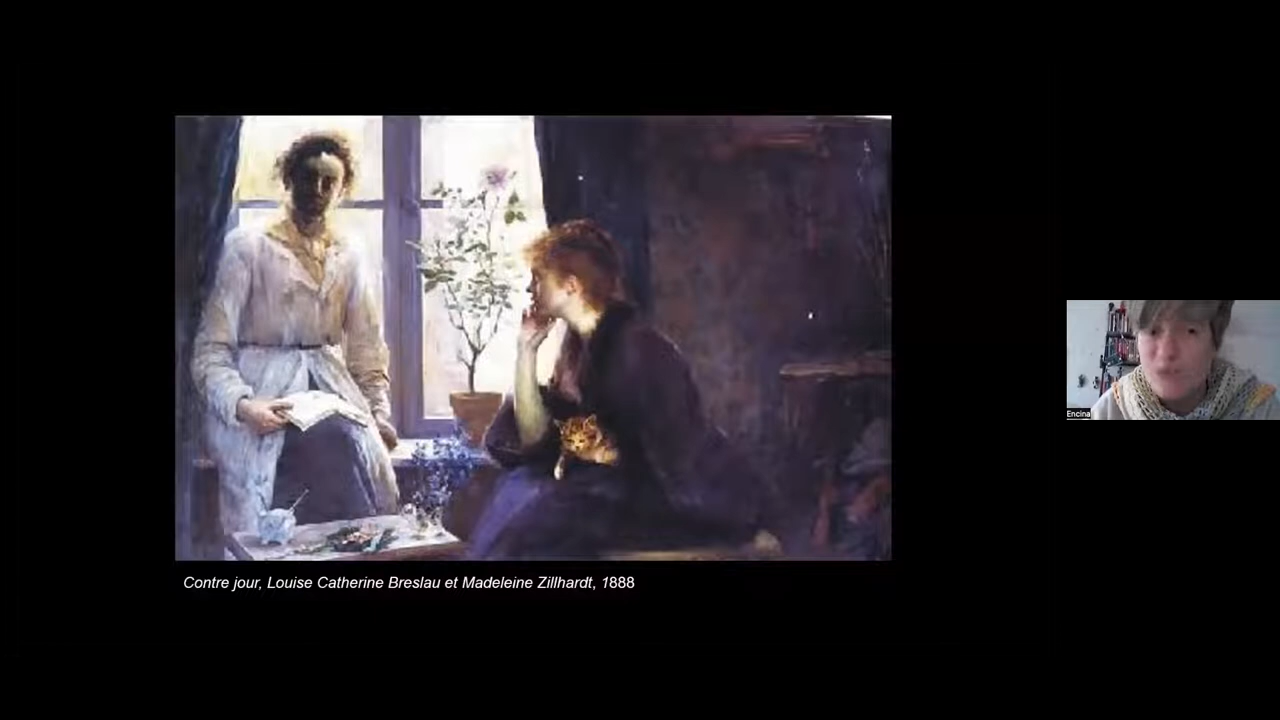 Contre jour, Louise Catherine Breslau et Madeleine Zillhardt, 1888
Encina